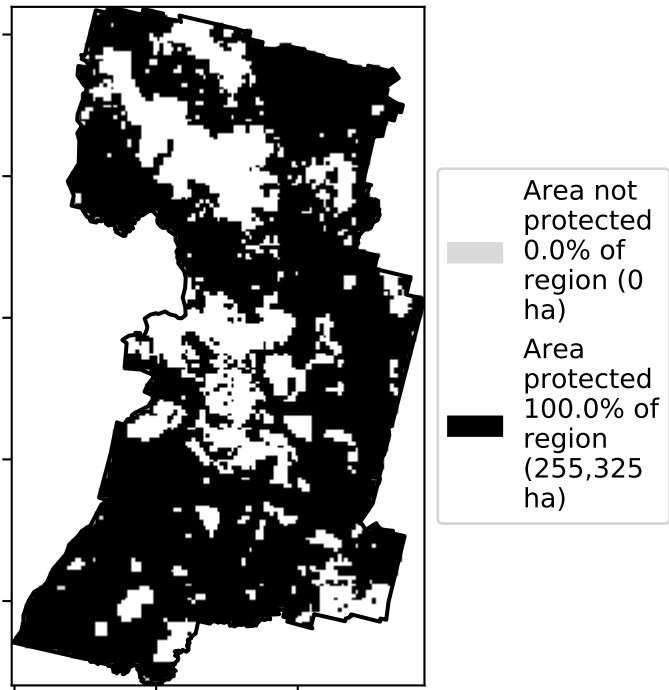 Area not
protected
0.0% of
region (0
ha)
Area
protected
100.0% of
region
(255,325
ha)